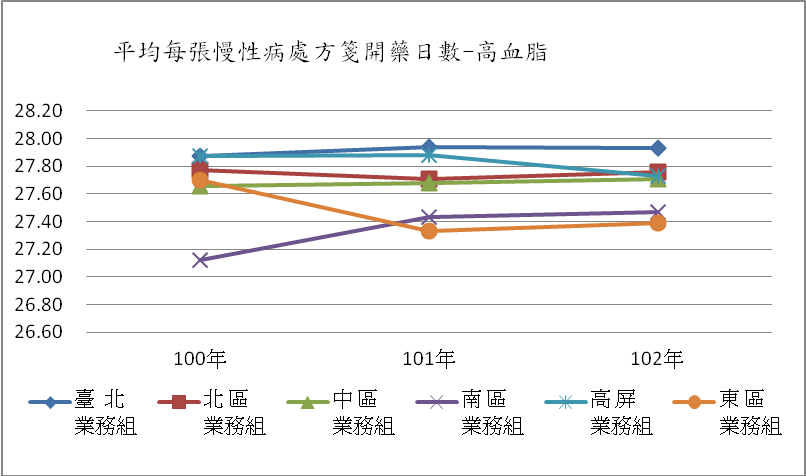 平均每張慢性病處方箋開藥日數-高血脂
28.20
28.00
27.80
27.60
27.40
27.20
27.00
26.80
26.60
100年 101年 102年
臺北 北區 中區 南區 高屏 東區
業務組 業務組 業務組 業務組 業務組 業務組